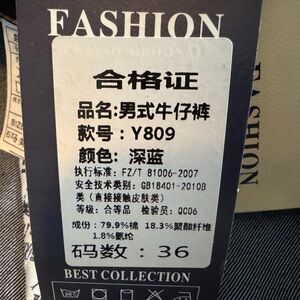 FASHION
合格证
品名:男式牛仔裤
款号：Y809
颜色: 深蓝
执行标准: FZ/T 81006-2007
安全技术类别: GB18401-2010B
类（直接接触皮肤类）
等级: 合等品 检验员: QC06
成份: 79.9%棉 18.3%聚酯纤维
1.8%氨纶
码数: 36
BEST COLLECTION
FASHION